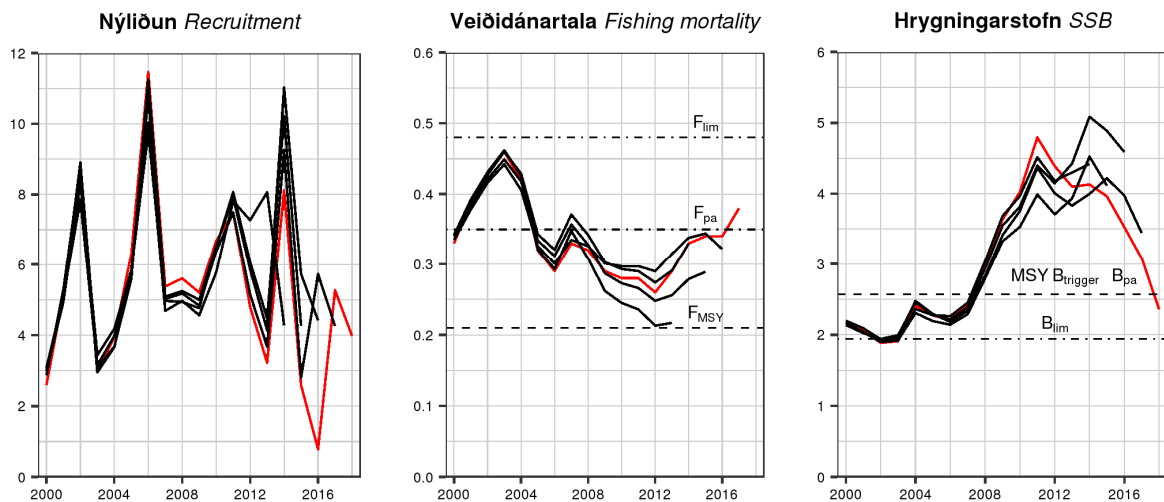 Nýliðun Recruitment
12
10
8
6
4
2
0
2000 2004 2008 2012 2016
Veiðidánartala Fishing mortality
0.6
0.5
0.4
0.3
0.2
0.1
0.0
Flim
Fpa
FMSY
2000 2004 2008 2012 2016
Hrygningarstofn SSB
6
5
4
3
2
1
0
MSY Btrigger Bpa
Blim
2000 2004 2008 2012 2016